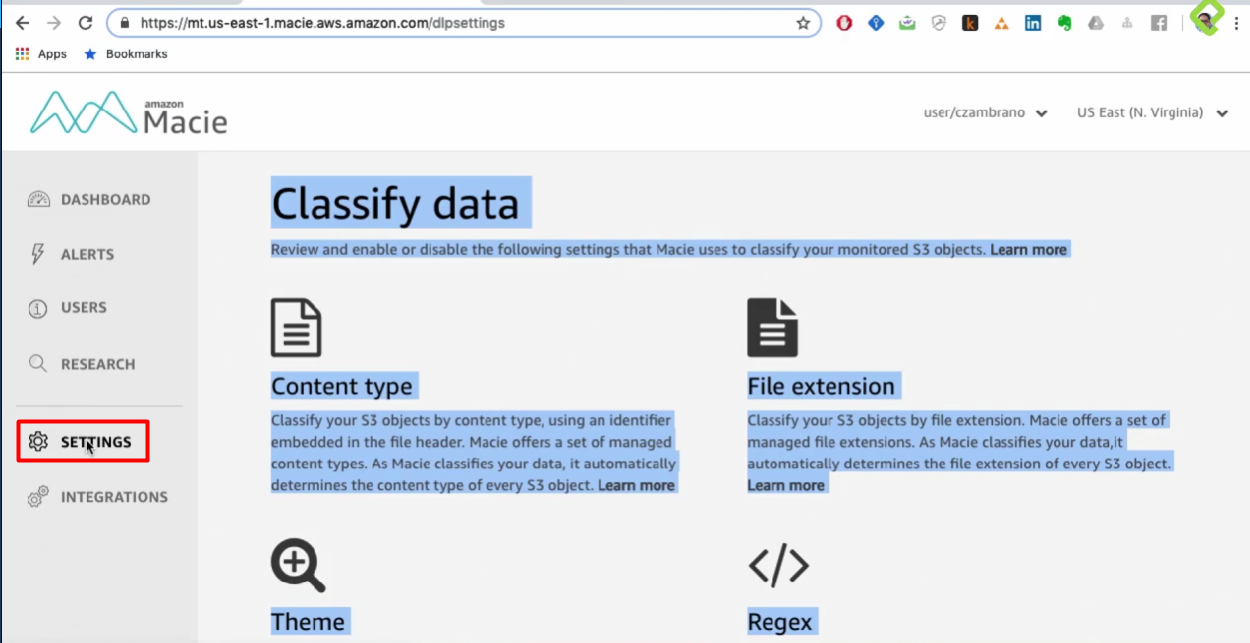 https://mt.us-east-1.macie.aws.amazon.com/dlpsettings
Apps
Bookmarks
amazon
Macie
user/czambrano
US East (N. Virginia)
DASHBOARD
ALERTS
USERS
RESEARCH
SETTINGS
INTEGRATIONS
Classify data
Review and enable or disable the following settings that Macie uses to classify your monitored S3 objects. Learn more
Content type
Classify your S3 objects by content type, using an identifier
embedded in the file header. Macie offers a set of managed
content types. As Macie classifies your data, it automatically
determines the content type of every S3 object. Learn more
File extension
Classify your S3 objects by file extension. Macie offers a set of
managed file extensions. As Macie classifies your data,it
automatically determines the file extension of every S3 object.
Learn more
Theme
Regex